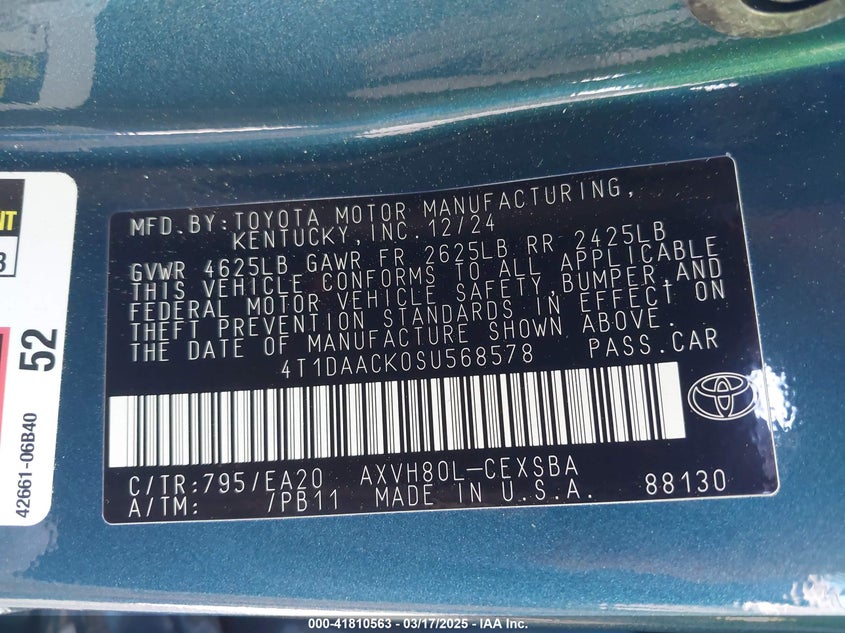 MFD.BY:TOYOTA MOTOR MANUFACTURING,
KENTUCKY,INC.12/24
GVWR 4625LB GAWR FR 2625LB RR 2425LB
THIS VEHICLE CONFORMS TO ALL APPLICABLE
FEDERAL MOTOR VEHICLE SAFETY,BUMPER,AND
THEFT PREVENTION STANDARDS IN EFFECT ON
THE DATE OF MANUFACTURE SHOWN ABOVE.
4T1DAACK0SU568578 PASS.CAR
C/TR:795/EA20 AXVH80L-CEXSBA
A/TM: /PB11 MADE IN U.S.A. 88130
52
42661-06B40
000-41810563 - 03/17/2025 - IAA Inc.